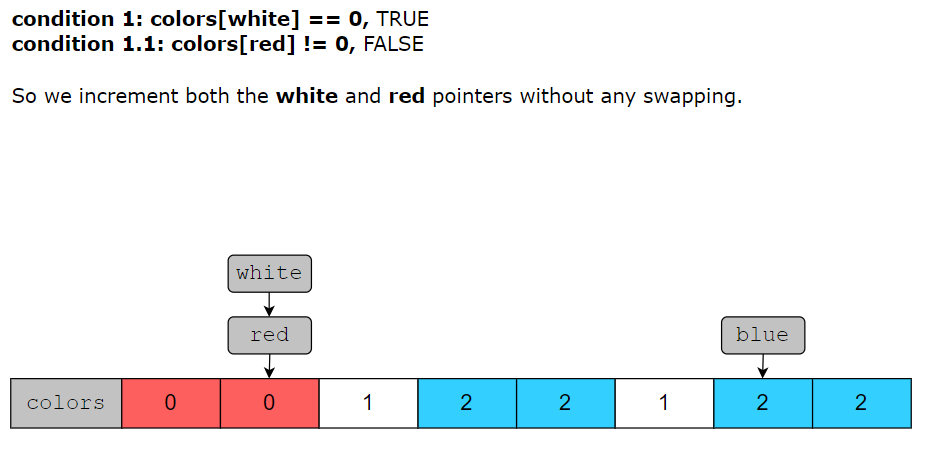 condition 1: colors[white] == 0, TRUE
condition 1.1: colors[red] != 0, FALSE
So we increment both the white and red pointers without any swapping.
white
red
blue
colors 0 0 1 2 2 1 2 2